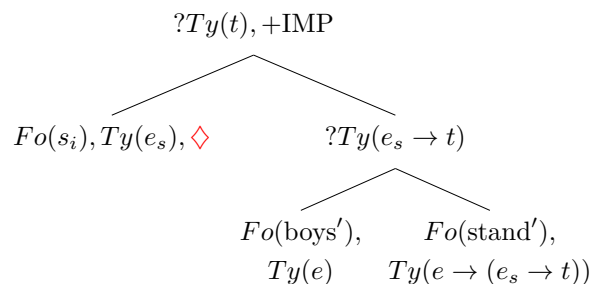 ?Ty(t), +IMP
Fo(s_i), Ty(e_s), ◇ ?Ty(e_s → t)
Fo(boys′), Fo(stand′),
Ty(e) Ty(e → (e_s → t))